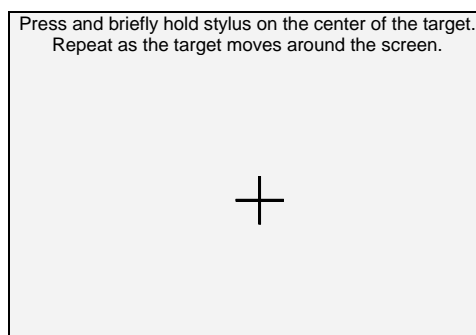 Press and briefly hold stylus on the center of the target.
Repeat as the target moves around the screen.